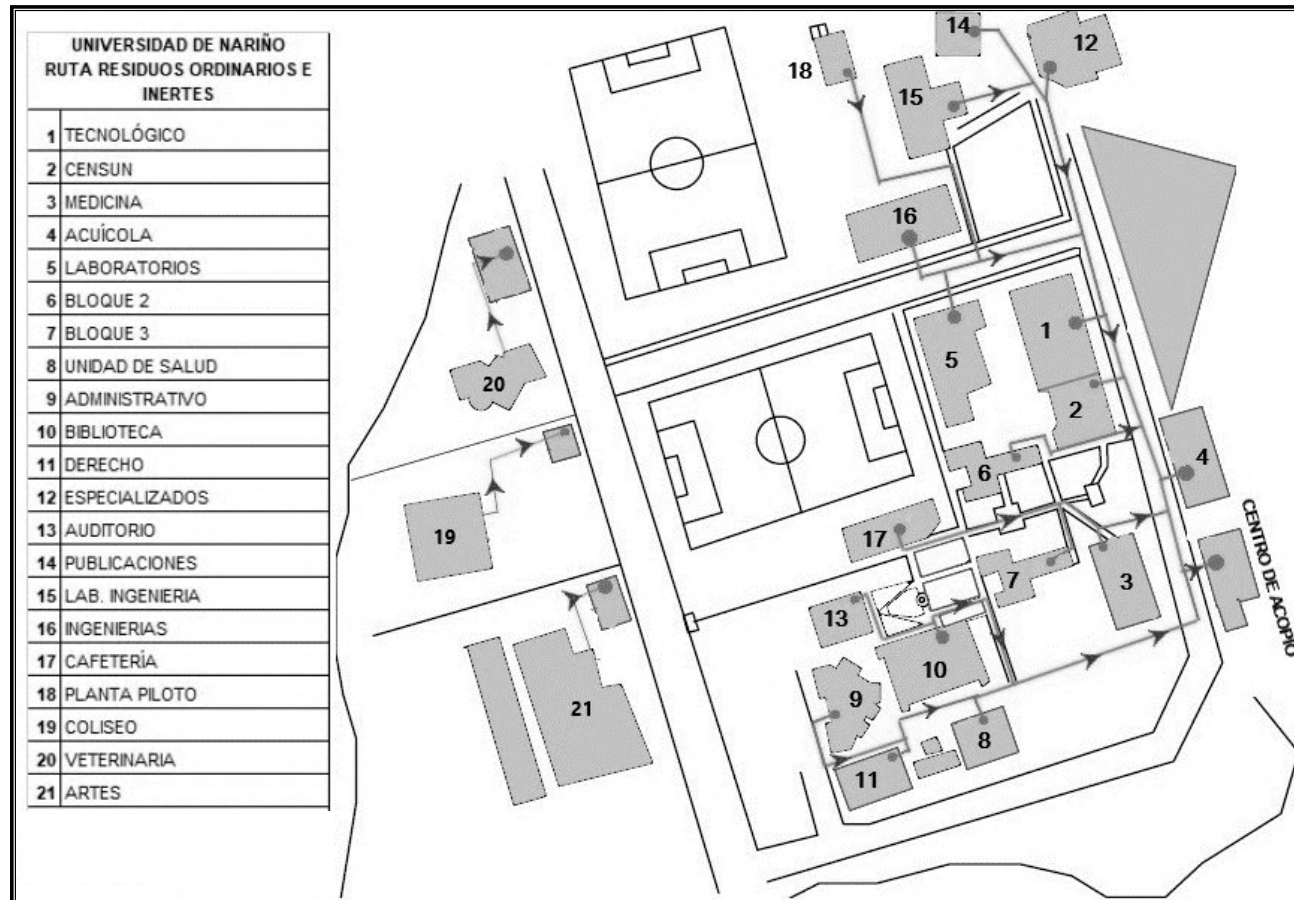 UNIVERSIDAD DE NARIÑO
RUTA RESIDUOS ORDINARIOS E
INERTES
1 TECNOLÓGICO
2 CENSUN
3 MEDICINA
4 ACUÍCOLA
5 LABORATORIOS
6 BLOQUE 2
7 BLOQUE 3
8 UNIDAD DE SALUD
9 ADMINISTRATIVO
10 BIBLIOTECA
11 DERECHO
12 ESPECIALIZADOS
13 AUDITORIO
14 PUBLICACIONES
15 LAB. INGENIERIA
16 INGENIERIAS
17 CAFETERÍA
18 PLANTA PILOTO
19 COLISEO
20 VETERINARIA
21 ARTES
14
12
18
15
16
1
5
20
2
4
6
19
17
7
3
13
10
9
21
8
11
CENTRO DE ACOPIO